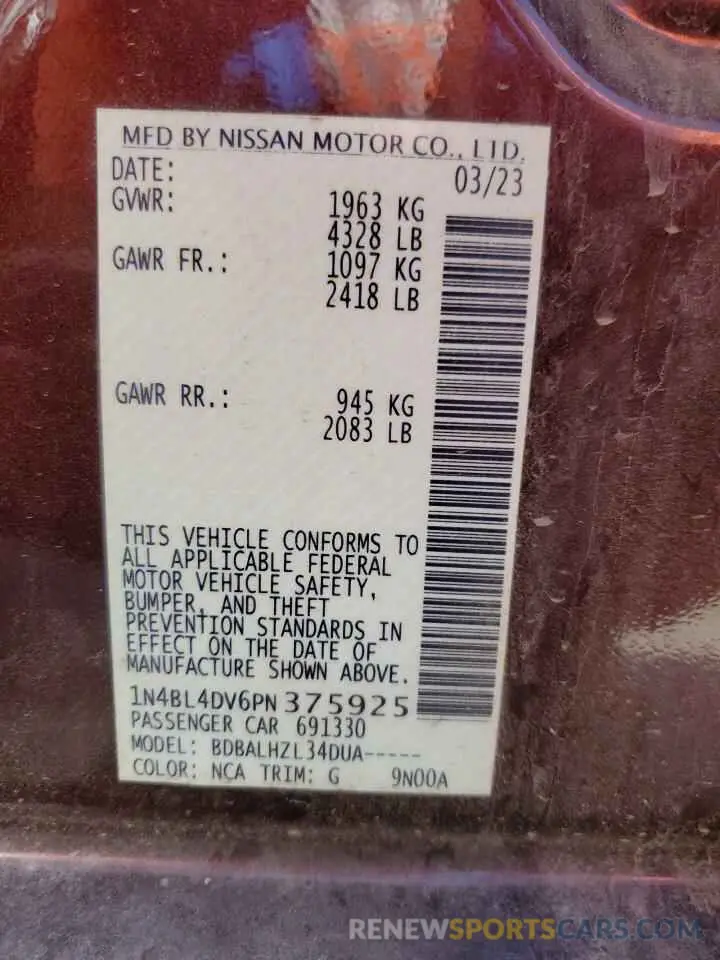 MFD BY NISSAN MOTOR CO., LTD.
DATE: 03/23
GVWR: 1963 KG
4328 LB
GAWR FR.: 1097 KG
2418 LB
GAWR RR.: 945 KG
2083 LB
THIS VEHICLE CONFORMS TO
ALL APPLICABLE FEDERAL
MOTOR VEHICLE SAFETY,
BUMPER, AND THEFT
PREVENTION STANDARDS IN
EFFECT ON THE DATE OF
MANUFACTURE SHOWN ABOVE.
1N4BL4DV6PN375925
PASSENGER CAR 691330
MODEL: BDBALHZL34DUA-----
COLOR: NCA TRIM: G 9N00A
RENEWSPORTSCARS.COM